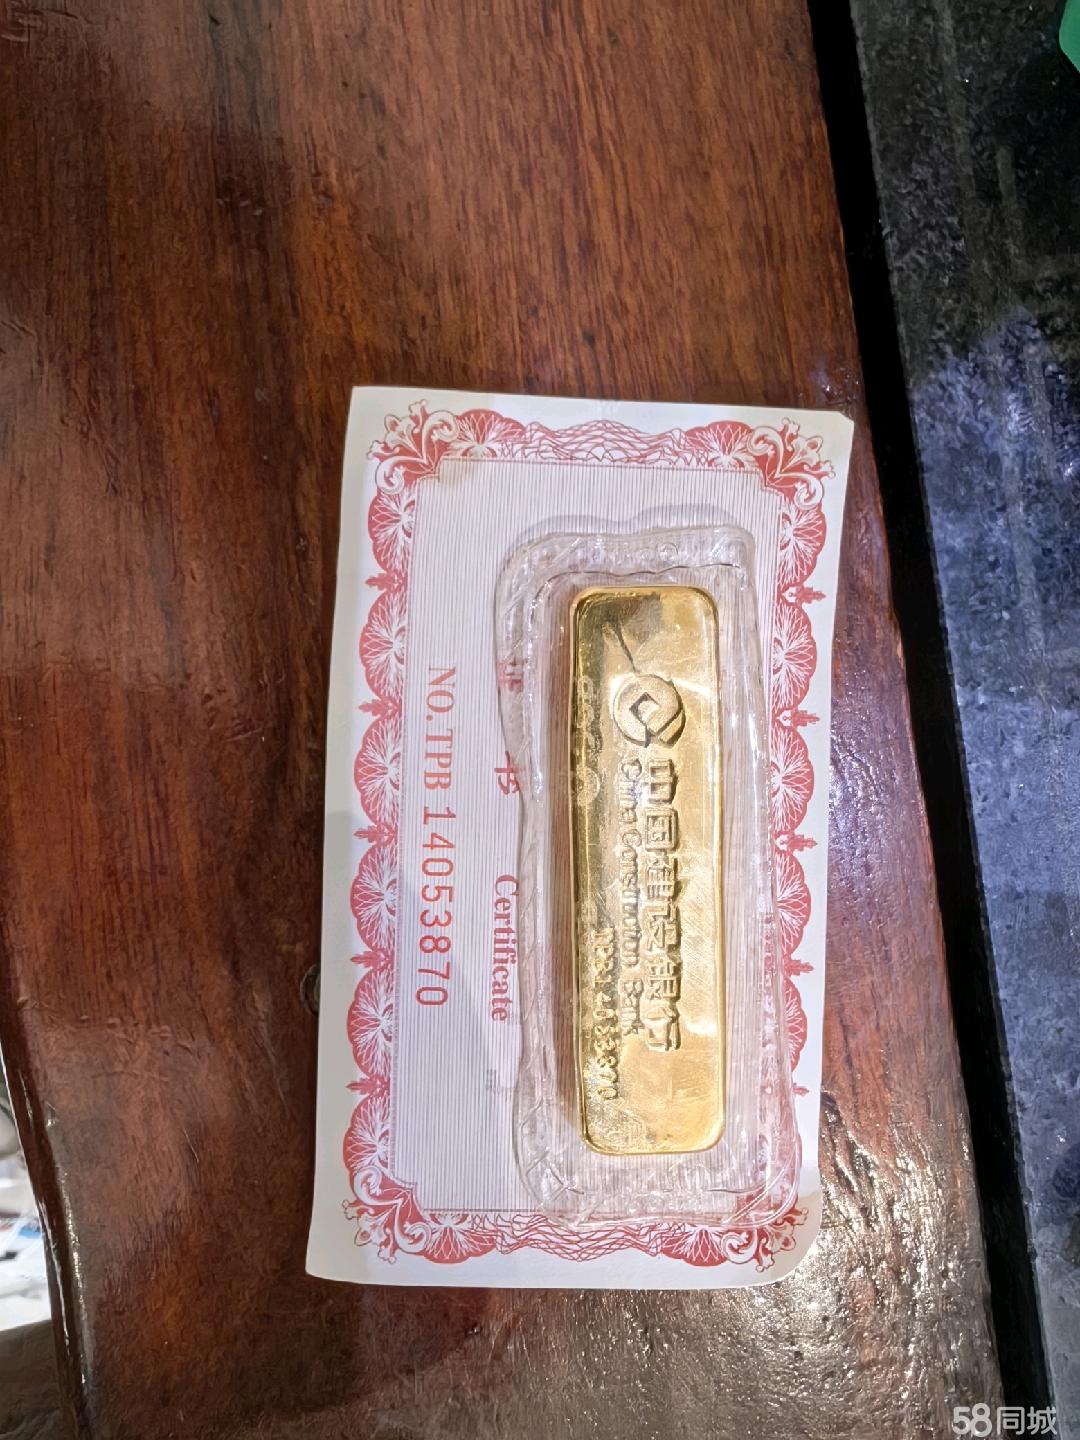 中国建设银行
China Construction Bank
TPB14053870
证 书 Certificate
NO.TPB 14053870
58同城